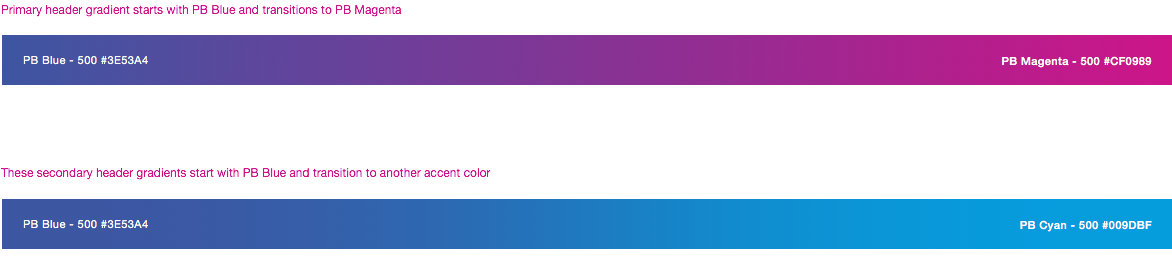 Primary header gradient starts with PB Blue and transitions to PB Magenta
PB Blue - 500 #3E53A4
PB Magenta - 500 #CF0989
These secondary header gradients start with PB Blue and transition to another accent color
PB Blue - 500 #3E53A4
PB Cyan - 500 #009DBF